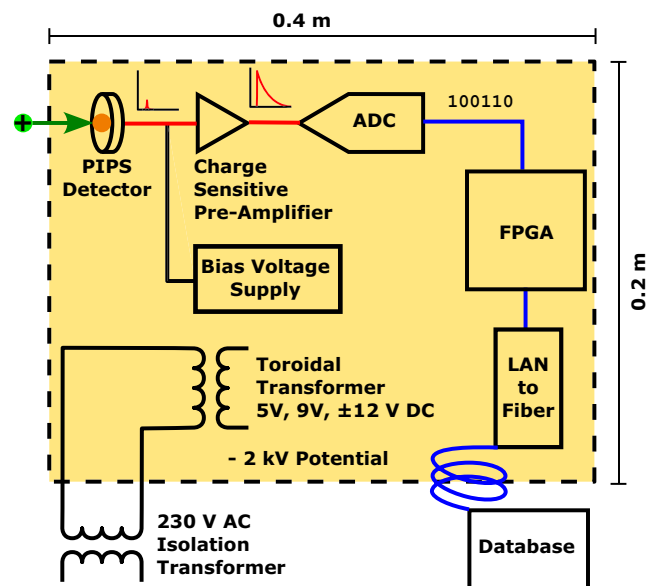 0.4 m
100110
ADC
+
PIPS
Detector
Charge
Sensitive
Pre-Amplifier
FPGA
0.2 m
Bias Voltage
Supply
LAN
to
Fiber
Toroidal
Transformer
5V, 9V, ±12 V DC
- 2 kV Potential
230 V AC
Isolation
Transformer
Database